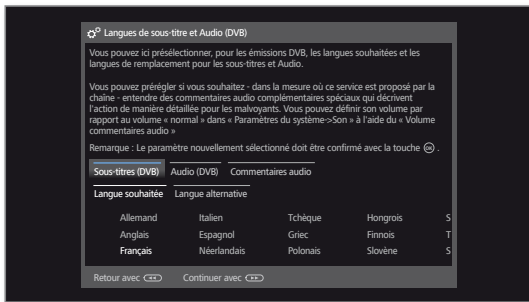 Langues de sous-titre et Audio (DVB)
Vous pouvez ici présélectionner, pour les émissions DVB, les langues souhaitées et les
langues de remplacement pour les sous-titres et Audio.
Vous pouvez prérégler si vous souhaitez - dans la mesure où ce service est proposé par la
chaîne - entendre des commentaires audio complémentaires spéciaux qui décrivent
l'action de manière détaillée pour les malvoyants. Vous pouvez définir son volume par
rapport au volume « normal » dans « Paramètres du système->Son » à l'aide du « Volume
commentaires audio »
Remarque : Le paramètre nouvellement sélectionné doit être confirmé avec la touche OK .
Sous-titres (DVB) Audio (DVB) Commentaires audio
Langue souhaitée Langue alternative
Allemand Italien Tchèque Hongrois S
Anglais Espagnol Grec Finnois T
Français Néerlandais Polonais Slovène S
Retour avec Continuer avec